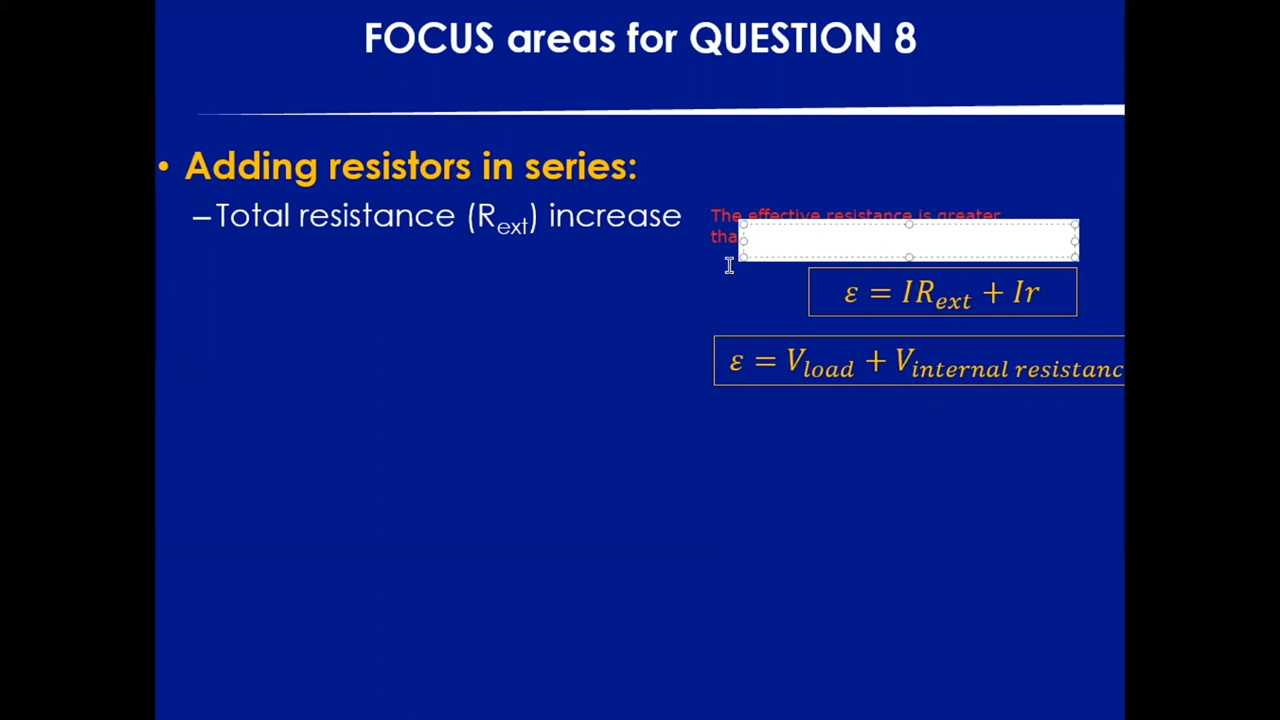 FOCUS areas for QUESTION 8
• Adding resistors in series:
–Total resistance (Rext) increase
The effective resistance is greater
ε = IRext + Ir
ε = Vload + Vinternal resistanc